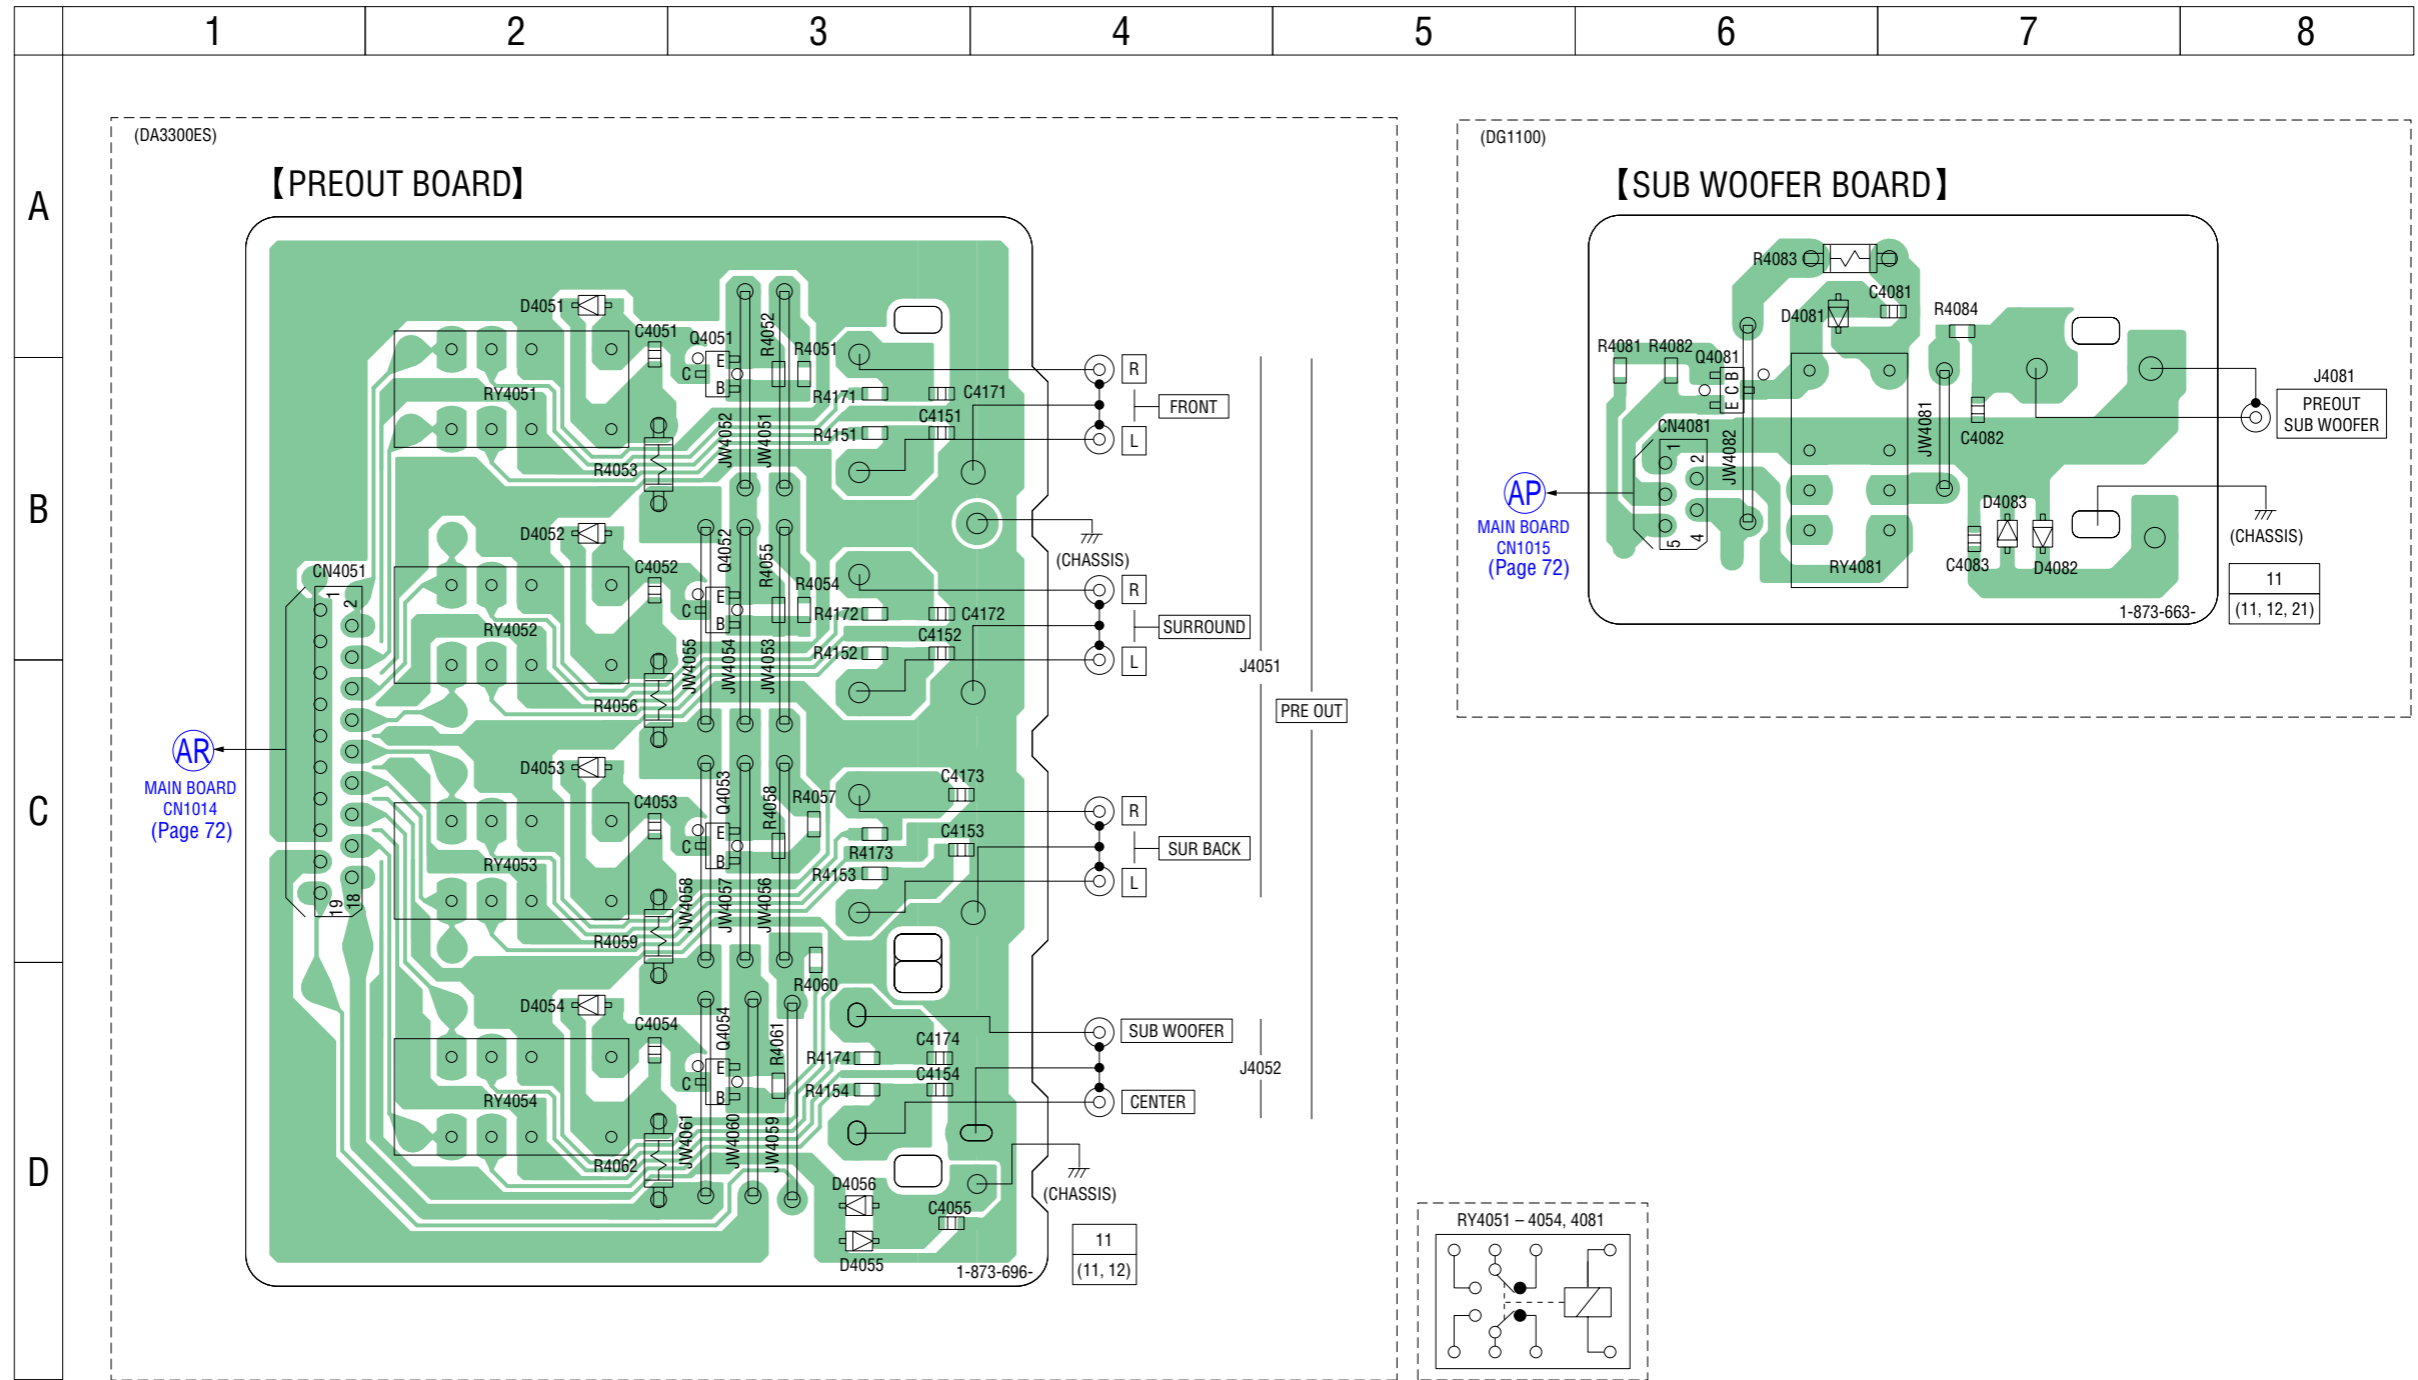 1 2 3 4 5 6 7 8
A
B
C
D
(DA3300ES)
【PREOUT BOARD】
D4051
C4051
Q4051
R4052
R4051
E
C
B
RY4051
R4171
C4171
C4151
R4151
R4053
JW4052
JW4051
R
FRONT
L
(CHASSIS)
D4052
C4052
Q4052
R4055
R4054
E
C
B
CN4051
1
2
19
18
RY4052
R4172
C4172
C4152
R4152
R4056
JW4055
JW4054
JW4053
R
SURROUND
L
J4051
PRE OUT
AR
MAIN BOARD
CN1014
(Page 72)
D4053
C4053
Q4053
R4058
R4057
E
C
B
RY4053
C4173
C4153
R4173
R4153
R4059
JW4058
JW4057
JW4056
R
SUR BACK
L
D4054
C4054
Q4054
R4061
R4060
E
C
B
RY4054
R4174
C4174
C4154
R4154
R4062
JW4061
JW4060
JW4059
SUB WOOFER
J4052
CENTER
(CHASSIS)
D4056
C4055
D4055
1-873-696-
11
(11, 12)
(DG1100)
【SUB WOOFER BOARD】
R4083
C4081
D4081
R4084
R4081
R4082
Q4081
B
C
E
CN4081
1
2
5
4
JW4082
JW4081
C4082
D4083
C4083
D4082
RY4081
J4081
PREOUT
SUB WOOFER
(CHASSIS)
AP
MAIN BOARD
CN1015
(Page 72)
1-873-663-
11
(11, 12, 21)
RY4051 – 4054, 4081